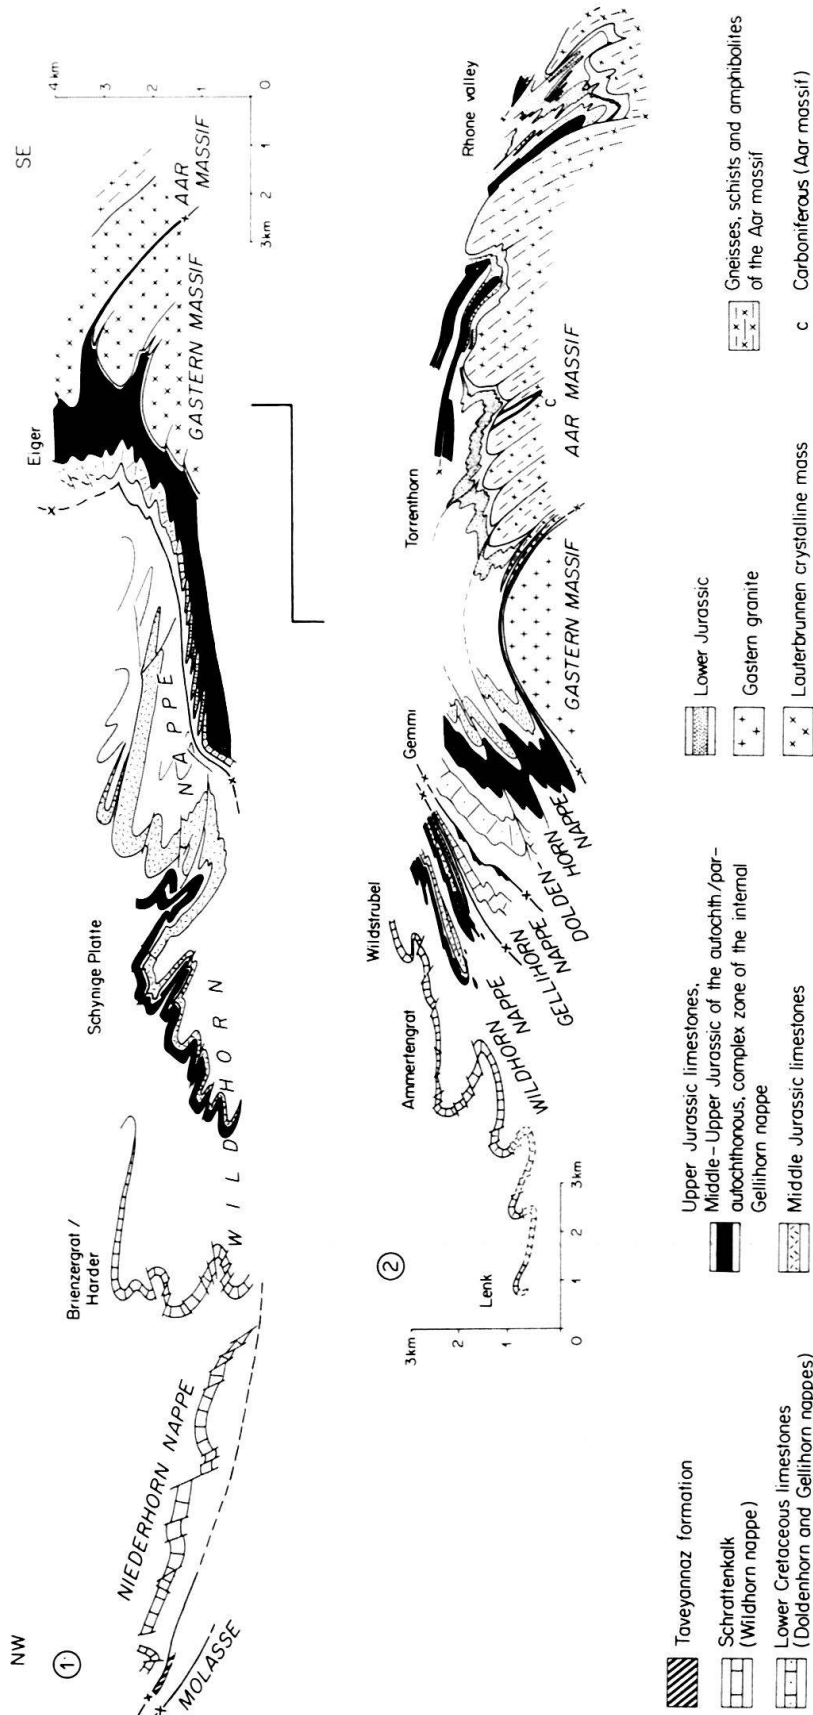 NW
SE
①
MOLASSE
NIEDERHORN NAPPE
Brienzergrat /
Harder
WILDHORN NAPPE
Schynige Platte
Eiger
GASTERN MASSIF
AAR
MASSIF
4 km
3
2
1
0
3km
2
1
②
3km
2
1
0
1
2
3km
Lenk
Ammertengrat
Wildstrubel
Gemmi
Torrenthorn
Rhone valley
WILDHORN
NAPPE
GELLIHORN
NAPPE
DOLDEN-
HORN
NAPPE
GASTERN MASSIF
AAR MASSIF
c
Taveyannaz formation
Schrattenkalk
(Wildhorn nappe)
Lower Cretaceous limestones
(Doldenhorn and Gellihorn nappes)
Upper Jurassic limestones,
Middle-Upper Jurassic of the autochth/par-
autochthonous, complex zone of the internal
Gellihorn nappe
Middle Jurassic limestones
Lower Jurassic
Gastern granite
Lauterbrunnen crystalline mass
Gneisses, schists and amphibolites
of the Aar massif
c Carboniferous (Aar massif)